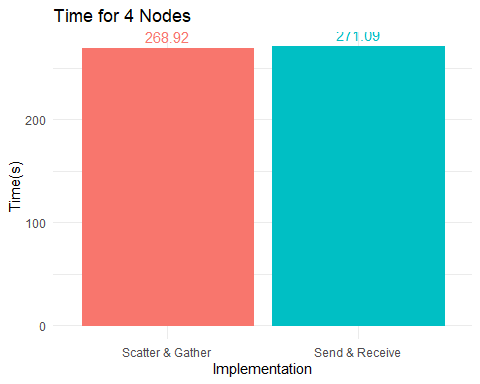 Time for 4 Nodes
268.92
271.09
Time(s)
200
100
0
Scatter & Gather
Send & Receive
Implementation